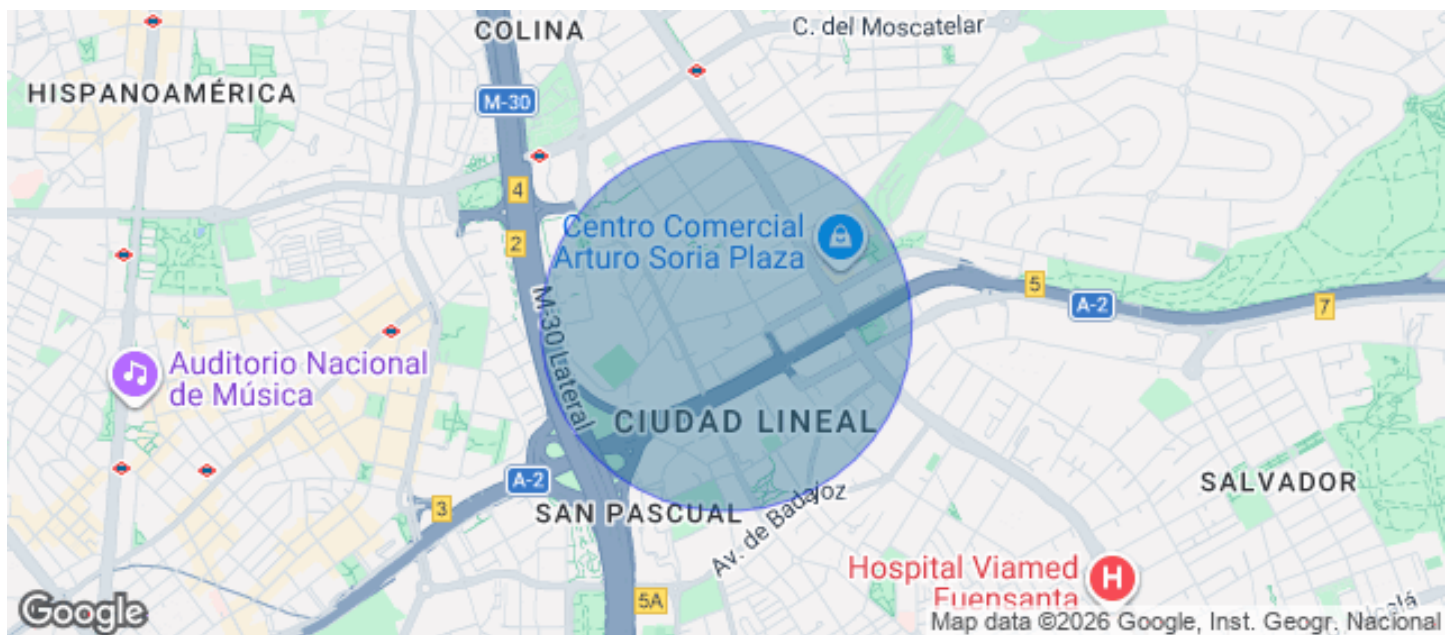 COLINA
C. del Moscatelar
HISPANOAMÉRICA
M-30
4
Centro Comercial
Arturo Soria Plaza
2
5
A-2
7
M-30 Lateral
Auditorio Nacional
de Música
CIUDAD LINEAL
A-2
SALVADOR
3
SAN PASCUAL
Av. de Badajoz
Hospital Viamed
Fuensanta
H
5A
Google
Map data ©2026 Google, Inst. Geogr. Nacional